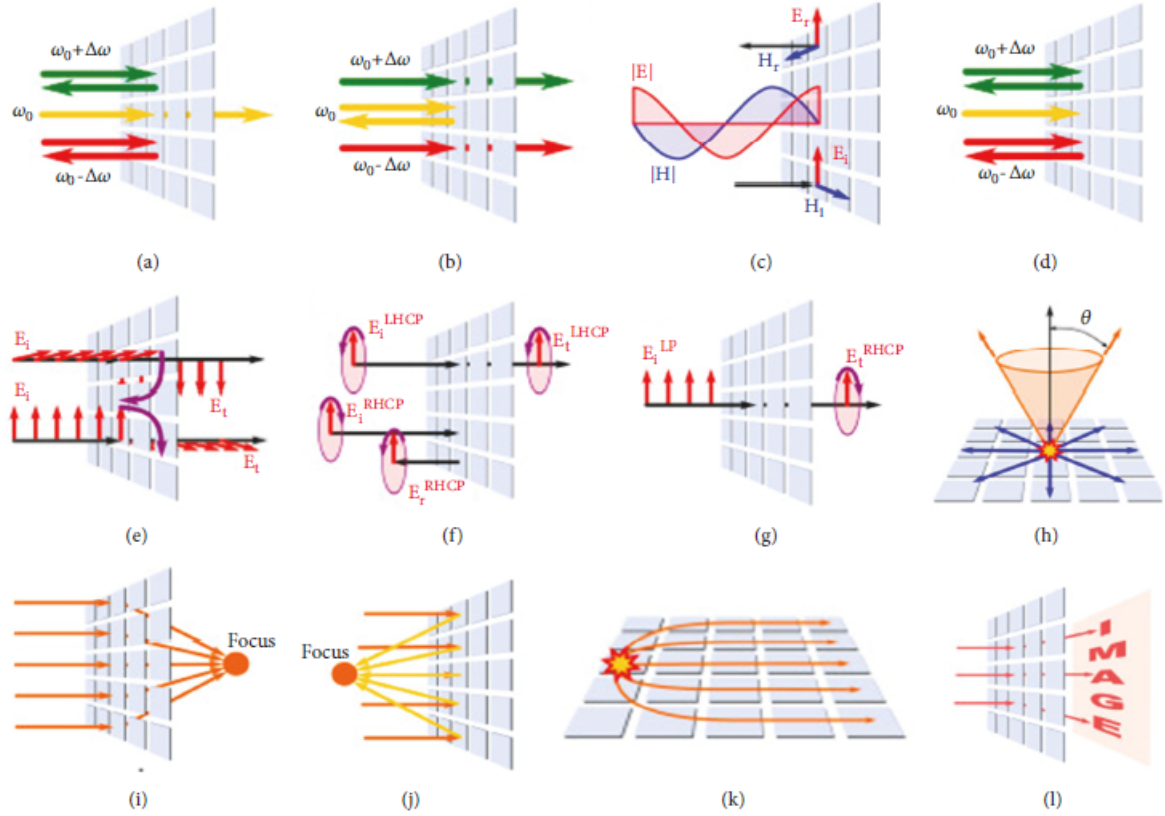 ω₀+Δω
ω₀
ω₀-Δω
(a)
ω₀+Δω
ω₀
ω₀-Δω
(b)
Eᵣ
Hᵣ
|E|
|H|
Eᵢ
H₁
(c)
ω₀+Δω
ω₀
ω₀-Δω
(d)
Eᵢ
Eᵢ
Eₜ
Eₜ
(e)
Eᵢ LHCP
Eₜ LHCP
Eᵢ RHCP
Eᵣ RHCP
(f)
Eᵢ LP
Eₜ RHCP
(g)
θ
(h)
Focus
(i)
Focus
(j)
(k)
IMAGE
(l)